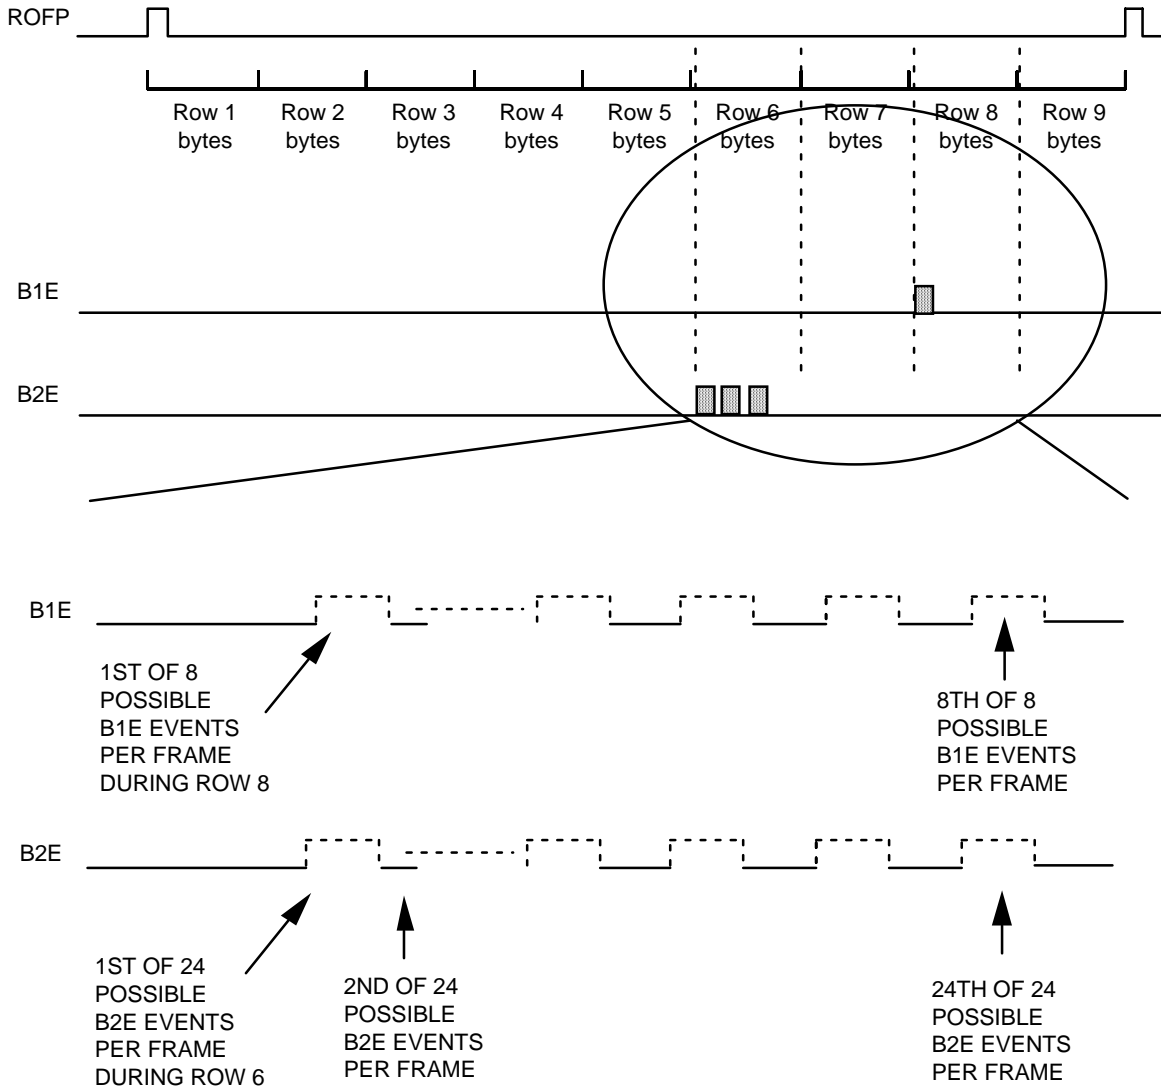 ROFP
Row 1 Row 2 Row 3 Row 4 Row 5 Row 6 Row 7 Row 8 Row 9
bytes bytes bytes bytes bytes bytes bytes bytes bytes
B1E
B2E
B1E
1ST OF 8
POSSIBLE
B1E EVENTS
PER FRAME
DURING ROW 8
8TH OF 8
POSSIBLE
B1E EVENTS
PER FRAME
B2E
1ST OF 24
POSSIBLE
B2E EVENTS
PER FRAME
DURING ROW 6
2ND OF 24
POSSIBLE
B2E EVENTS
PER FRAME
24TH OF 24
POSSIBLE
B2E EVENTS
PER FRAME